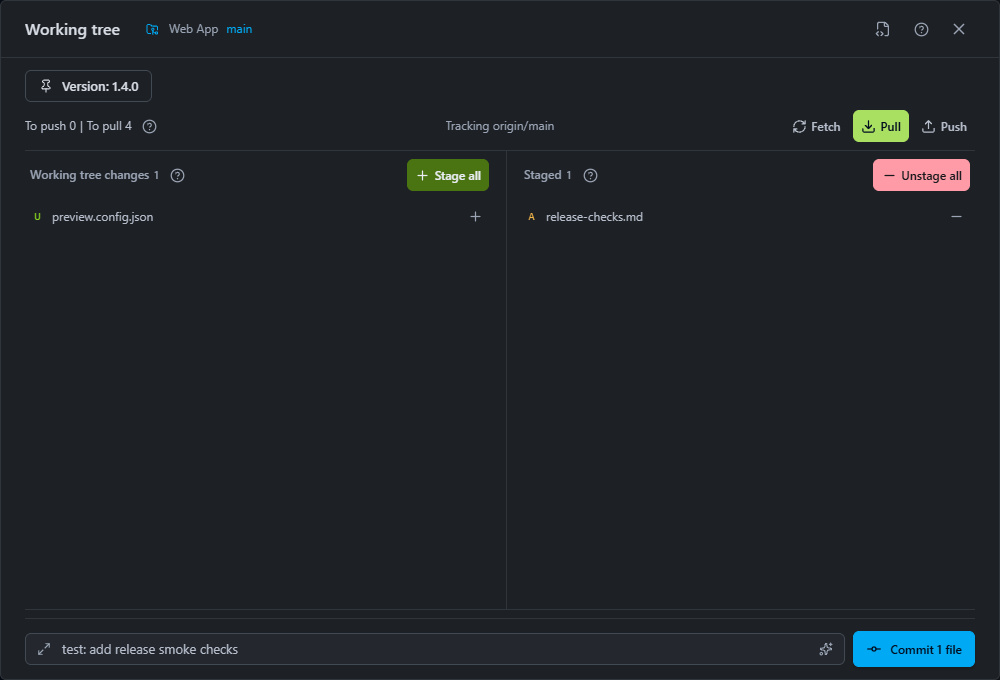 Working tree Web App main
Version: 1.4.0
To push 0 | To pull 4 Tracking origin/main Fetch Pull Push
Working tree changes 1 Stage all Staged 1 Unstage all
U preview.config.json A release-checks.md
test: add release smoke checks Commit 1 file